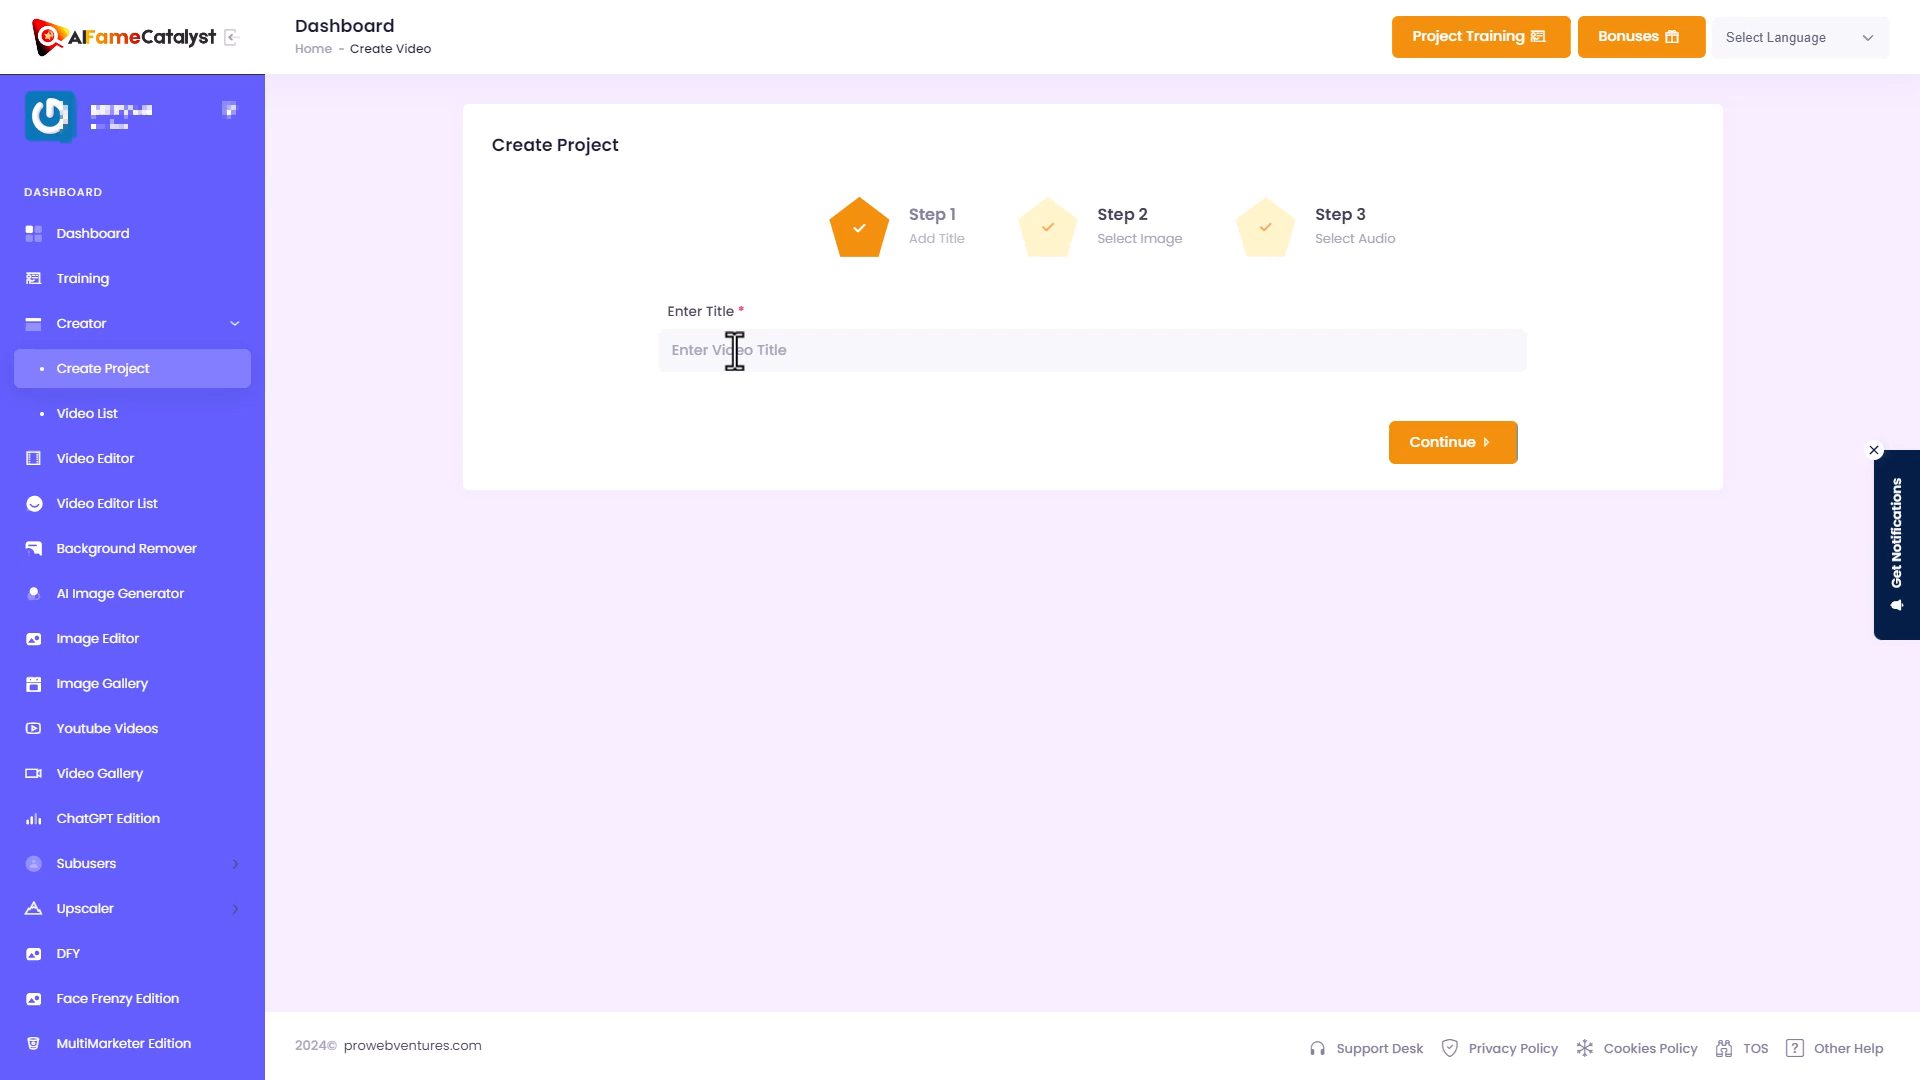 AIFameCatalyst
Dashboard
Home - Create Video
Project Training
Bonuses
Select Language
DASHBOARD
Dashboard
Training
Creator
Create Project
Video List
Video Editor
Video Editor List
Background Remover
AI Image Generator
Image Editor
Image Gallery
Youtube Videos
Video Gallery
ChatGPT Edition
Subusers
Upscaler
DFY
Face Frenzy Edition
MultiMarketer Edition
Create Project
Step 1
Add Title
Step 2
Select Image
Step 3
Select Audio
Enter Title *
Enter Video Title
Continue
Get Notifications
2024© prowebventures.com
Support Desk
Privacy Policy
Cookies Policy
TOS
Other Help